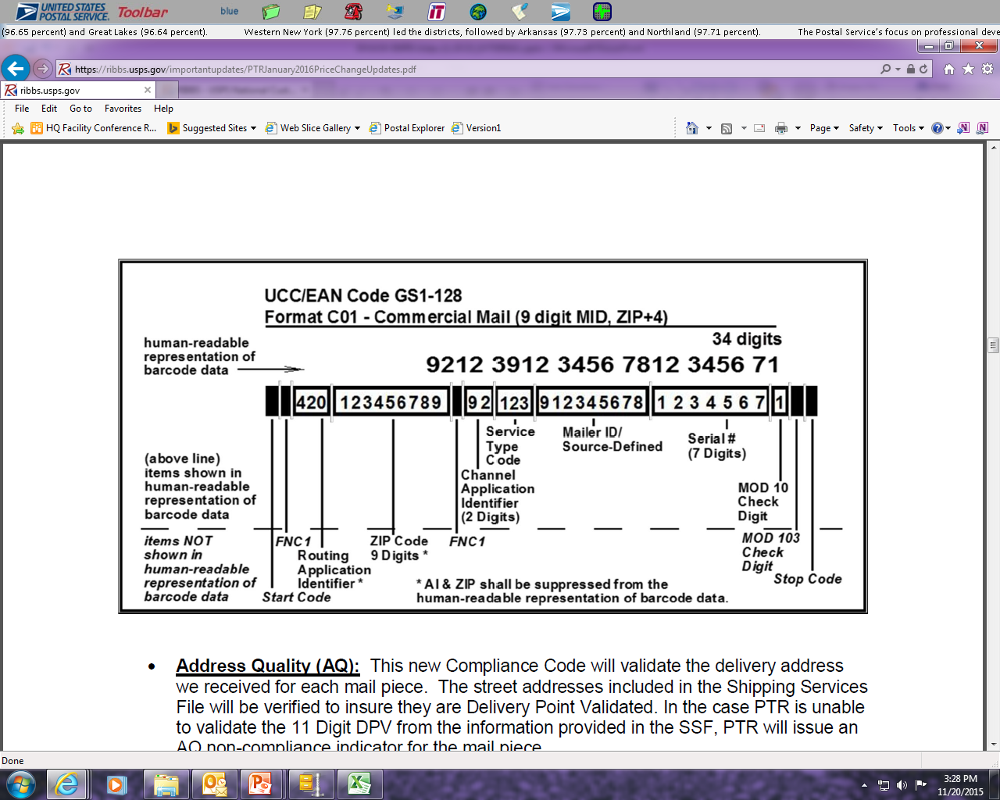 UNITED STATES
POSTAL SERVICE. Toolbar blue
(96.65 percent) and Great Lakes (96.64 percent). Western New York (97.76 percent) led the districts, followed by Arkansas (97.73 percent) and Northland (97.71 percent). The Postal Service's focus on professional deve
https://ribbs.usps.gov/importantupdates/PTRJanuary2016PriceChangeUpdates.pdf
ribbs.usps.gov
File Edit Go to Favorites Help
HQ Facility Conference R... Suggested Sites Web Slice Gallery Postal Explorer Version1 Page Safety Tools
UCC/EAN Code GS1-128
Format C01 - Commercial Mail (9 digit MID, ZIP+4)
34 digits
human-readable
representation of
barcode data
9212 3912 3456 7812 3456 71
420 123456789 92 123 912345678 1234567 1
Service
Type
Code
Mailer ID/
Source-Defined
Serial #
(7 Digits)
Channel
Application
Identifier
(2 Digits)
MOD 10
Check
Digit
(above line)
items shown in
human-readable
representation of
barcode data
items NOT
shown in
human-readable
representation of
barcode data
FNC1
Routing
Application
Identifier *
Start Code
ZIP Code
9 Digits *
FNC1
MOD 103
Check
Digit
Stop Code
* AI & ZIP shall be suppressed from the
human-readable representation of barcode data.
• Address Quality (AQ): This new Compliance Code will validate the delivery address
we received for each mail piece. The street addresses included in the Shipping Services
File will be verified to insure they are Delivery Point Validated. In the case PTR is unable
to validate the 11 Digit DPV from the information provided in the SSF, PTR will issue an
AQ non-compliance indicator for the mail piece
Done
3:28 PM
11/20/2015